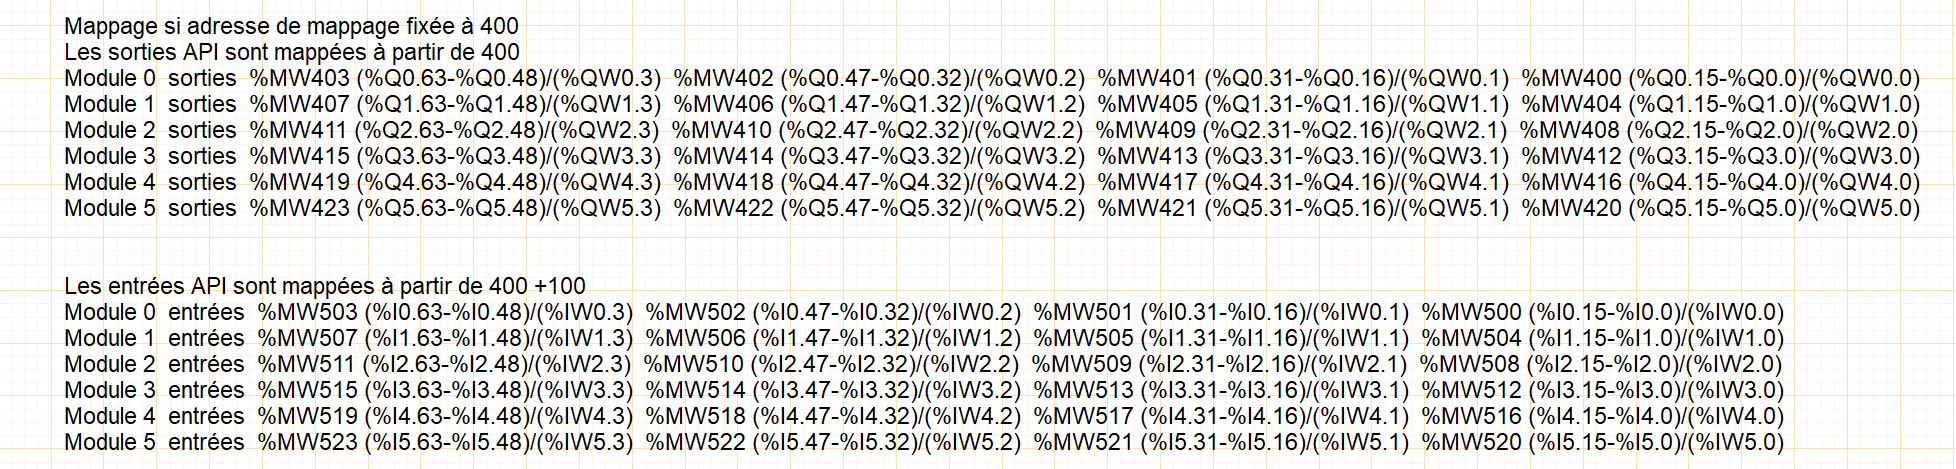 Mappage si adresse de mappage fixée à 400
Les sorties API sont mappées à partir de 400
Module 0 sorties %MW403 (%Q0.63-%Q0.48)/(%QW0.3) %MW402 (%Q0.47-%Q0.32)/(%QW0.2) %MW401 (%Q0.31-%Q0.16)/(%QW0.1) %MW400 (%Q0.15-%Q0.0)/(%QW0.0)
Module 1 sorties %MW407 (%Q1.63-%Q1.48)/(%QW1.3) %MW406 (%Q1.47-%Q1.32)/(%QW1.2) %MW405 (%Q1.31-%Q1.16)/(%QW1.1) %MW404 (%Q1.15-%Q1.0)/(%QW1.0)
Module 2 sorties %MW411 (%Q2.63-%Q2.48)/(%QW2.3) %MW410 (%Q2.47-%Q2.32)/(%QW2.2) %MW409 (%Q2.31-%Q2.16)/(%QW2.1) %MW408 (%Q2.15-%Q2.0)/(%QW2.0)
Module 3 sorties %MW415 (%Q3.63-%Q3.48)/(%QW3.3) %MW414 (%Q3.47-%Q3.32)/(%QW3.2) %MW413 (%Q3.31-%Q3.16)/(%QW3.1) %MW412 (%Q3.15-%Q3.0)/(%QW3.0)
Module 4 sorties %MW419 (%Q4.63-%Q4.48)/(%QW4.3) %MW418 (%Q4.47-%Q4.32)/(%QW4.2) %MW417 (%Q4.31-%Q4.16)/(%QW4.1) %MW416 (%Q4.15-%Q4.0)/(%QW4.0)
Module 5 sorties %MW423 (%Q5.63-%Q5.48)/(%QW5.3) %MW422 (%Q5.47-%Q5.32)/(%QW5.2) %MW421 (%Q5.31-%Q5.16)/(%QW5.1) %MW420 (%Q5.15-%Q5.0)/(%QW5.0)
Les entrées API sont mappées à partir de 400 +100
Module 0 entrées %MW503 (%I0.63-%I0.48)/(%IW0.3) %MW502 (%I0.47-%I0.32)/(%IW0.2) %MW501 (%I0.31-%I0.16)/(%IW0.1) %MW500 (%I0.15-%I0.0)/(%IW0.0)
Module 1 entrées %MW507 (%I1.63-%I1.48)/(%IW1.3) %MW506 (%I1.47-%I1.32)/(%IW1.2) %MW505 (%I1.31-%I1.16)/(%IW1.1) %MW504 (%I1.15-%I1.0)/(%IW1.0)
Module 2 entrées %MW511 (%I2.63-%I2.48)/(%IW2.3) %MW510 (%I2.47-%I2.32)/(%IW2.2) %MW509 (%I2.31-%I2.16)/(%IW2.1) %MW508 (%I2.15-%I2.0)/(%IW2.0)
Module 3 entrées %MW515 (%I3.63-%I3.48)/(%IW3.3) %MW514 (%I3.47-%I3.32)/(%IW3.2) %MW513 (%I3.31-%I3.16)/(%IW3.1) %MW512 (%I3.15-%I3.0)/(%IW3.0)
Module 4 entrées %MW519 (%I4.63-%I4.48)/(%IW4.3) %MW518 (%I4.47-%I4.32)/(%IW4.2) %MW517 (%I4.31-%I4.16)/(%IW4.1) %MW516 (%I4.15-%I4.0)/(%IW4.0)
Module 5 entrées %MW523 (%I5.63-%I5.48)/(%IW5.3) %MW522 (%I5.47-%I5.32)/(%IW5.2) %MW521 (%I5.31-%I5.16)/(%IW5.1) %MW520 (%I5.15-%I5.0)/(%IW5.0)